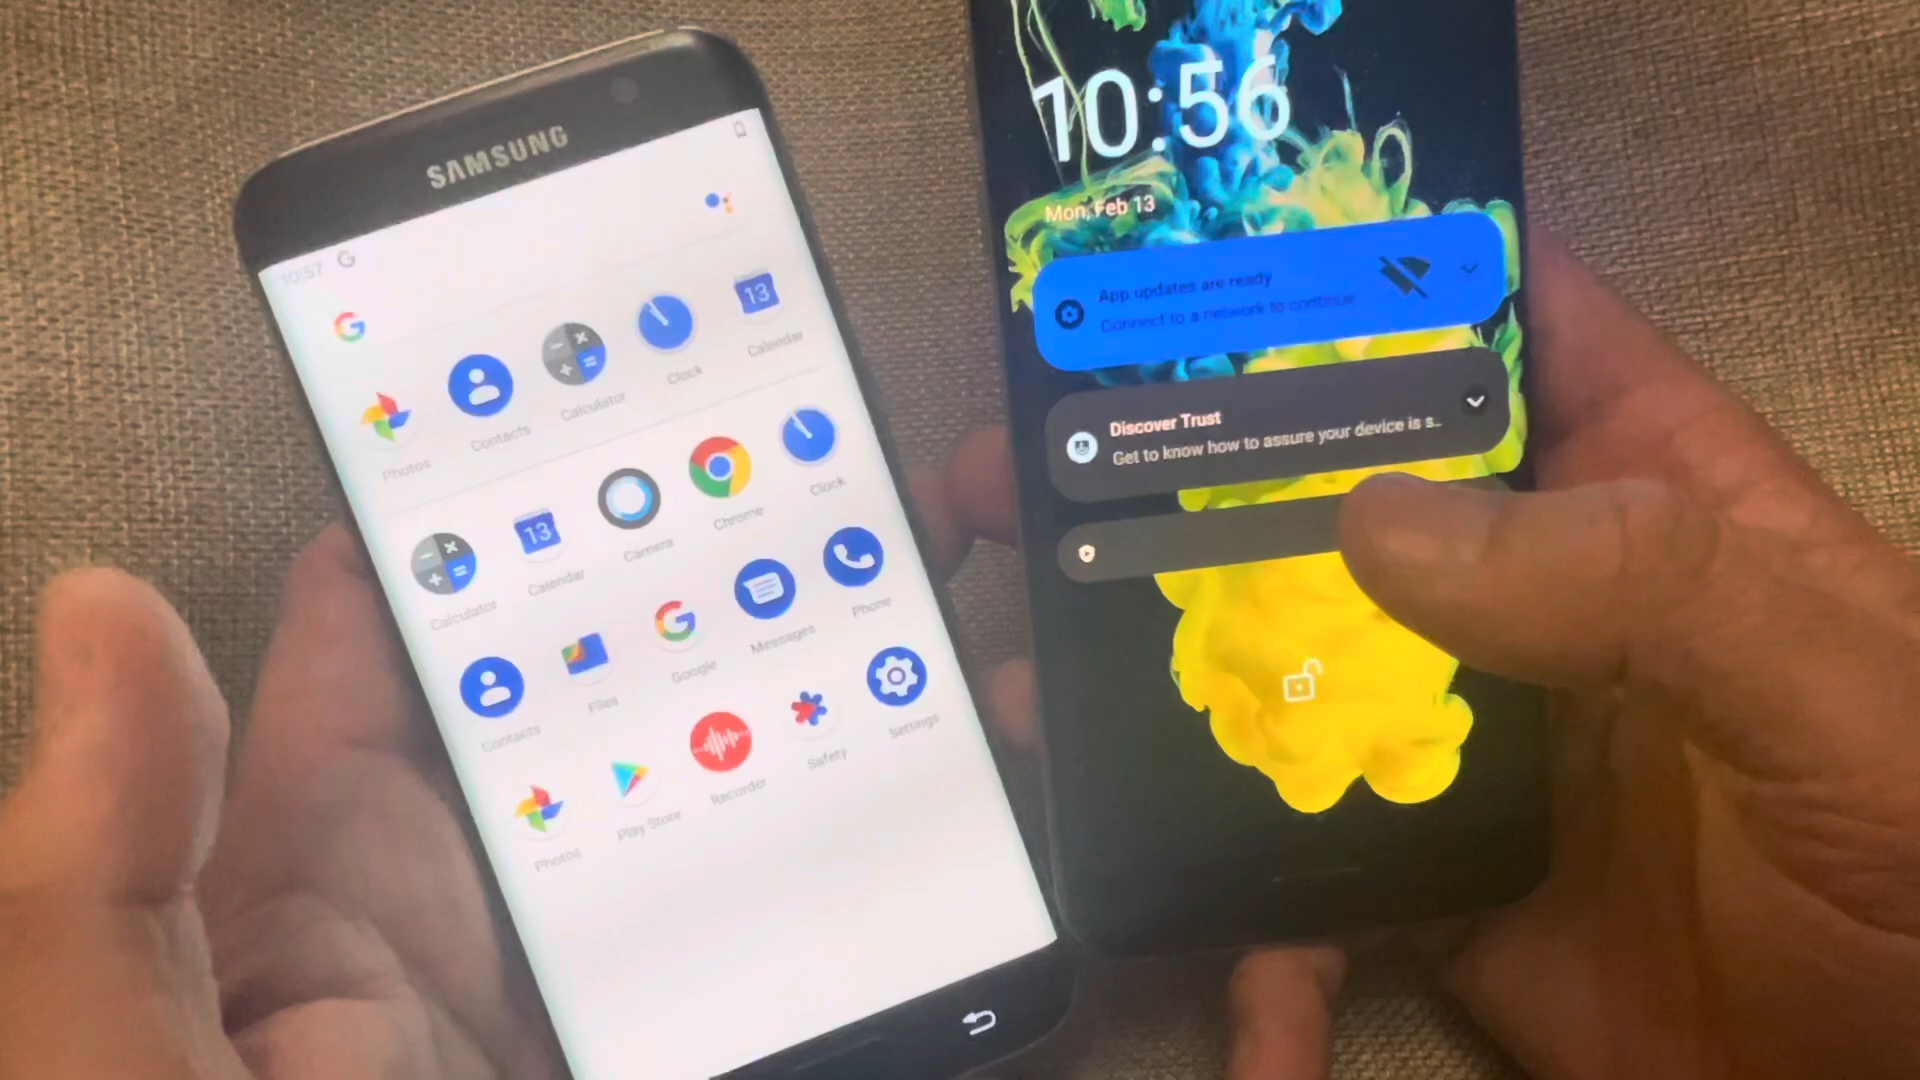 SAMSUNG
10:57
Photos
Contacts
Calculator
Clock
13
Calendar
Calculator
13
Calendar
Camera
Chrome
Clock
Contacts
Files
Google
Messages
Phone
Photos
Play Store
Recorder
Safety
Settings
10:56
Mon, Feb 13
App updates are ready
Connect to a network to continue
Discover Trust
Get to know how to assure your device is s..